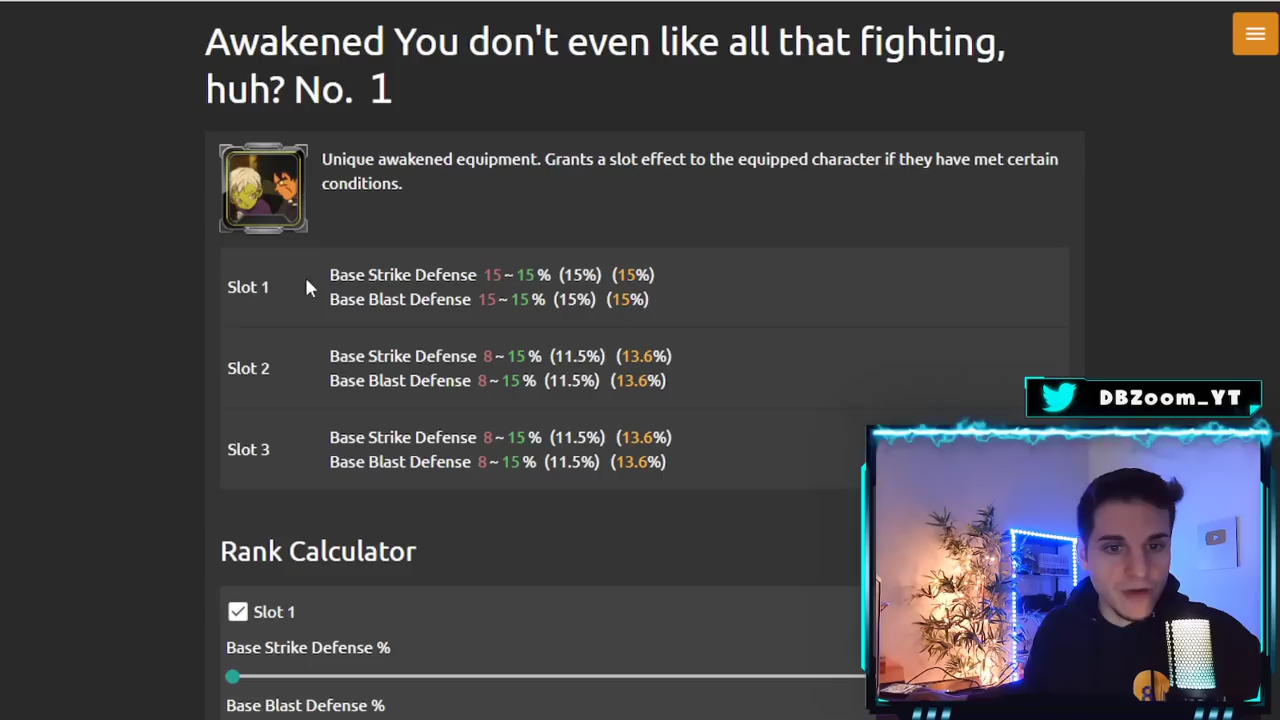 Awakened You don't even like all that fighting,
huh? No. 1
Unique awakened equipment. Grants a slot effect to the equipped character if they have met certain
conditions.
Slot 1
Base Strike Defense 15 ~ 15 % (15%) (15%)
Base Blast Defense 15 ~ 15 % (15%) (15%)
Slot 2
Base Strike Defense 8 ~ 15 % (11.5%) (13.6%)
Base Blast Defense 8 ~ 15 % (11.5%) (13.6%)
Slot 3
Base Strike Defense 8 ~ 15 % (11.5%) (13.6%)
Base Blast Defense 8 ~ 15 % (11.5%) (13.6%)
DBZoom_YT
Rank Calculator
Slot 1
Base Strike Defense %
Base Blast Defense %